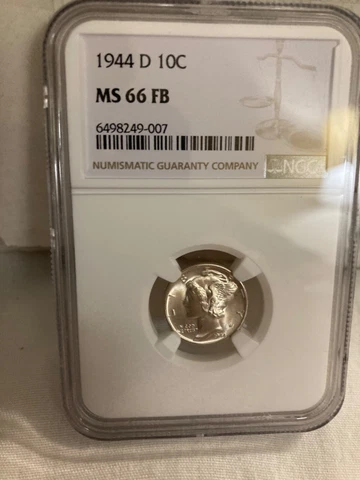 1944 D 10C
MS 66 FB
6498249-007
NUMISMATIC GUARANTY COMPANY
NGC